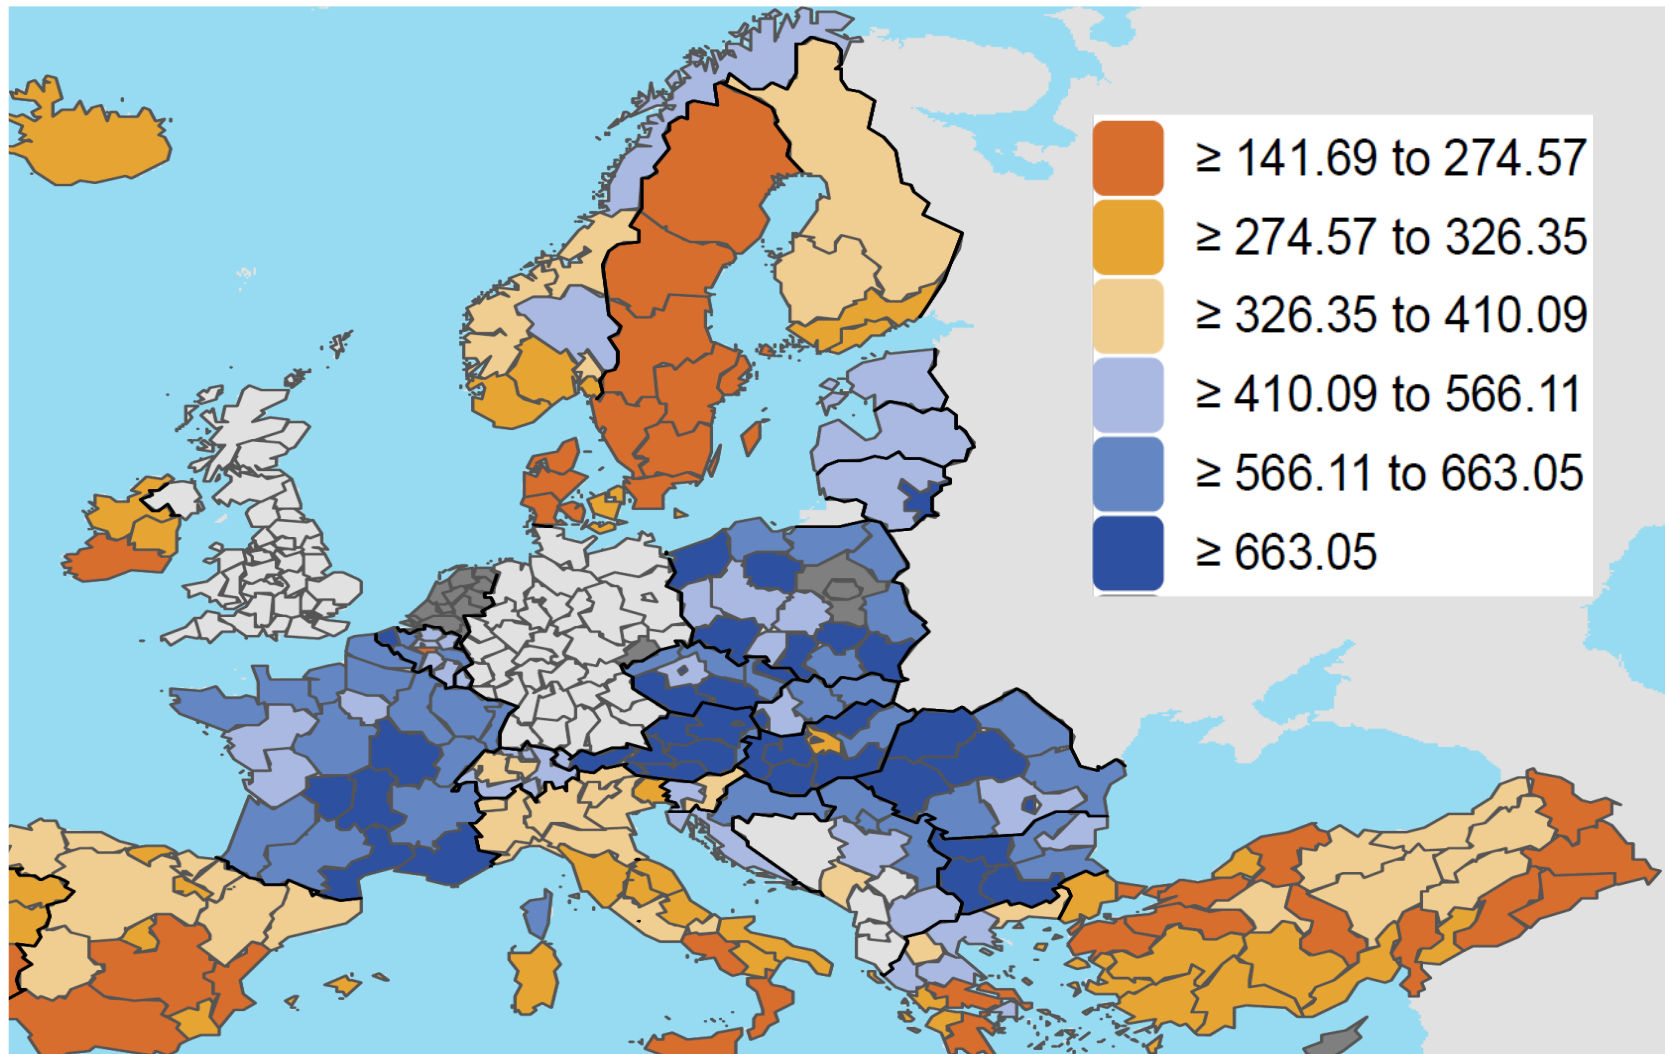 ≥ 141.69 to 274.57
≥ 274.57 to 326.35
≥ 326.35 to 410.09
≥ 410.09 to 566.11
≥ 566.11 to 663.05
≥ 663.05